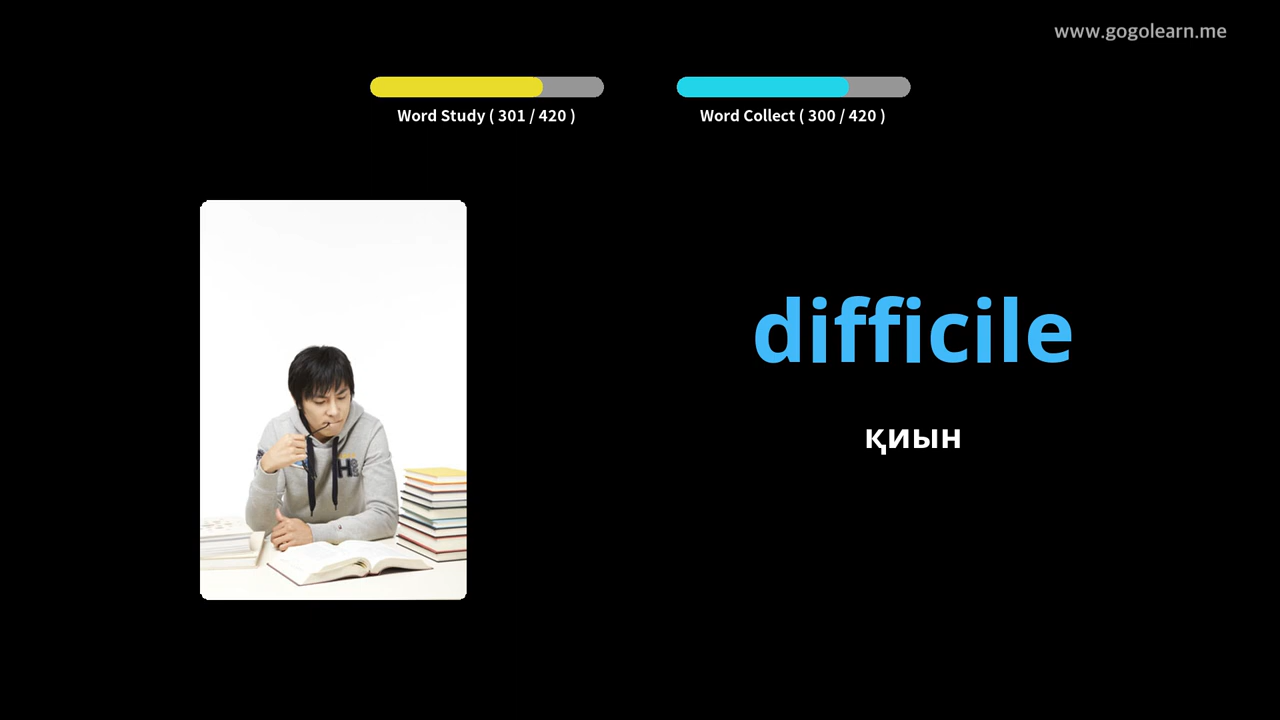 www.gogolearn.me
Word Study ( 301 / 420 )
Word Collect ( 300 / 420 )
difficile
қиын
H